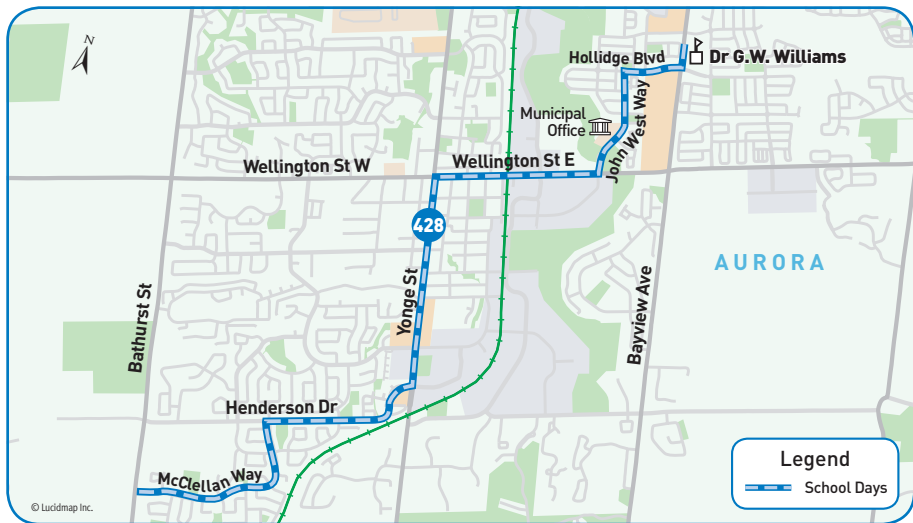 N
Hollidge Blvd
Dr G.W. Williams
Municipal
Office
John West Way
Wellington St W
Wellington St E
428
AURORA
Yonge St
Bathurst St
Bayview Ave
Henderson Dr
McClellan Way
Legend
School Days
© Lucidmap Inc.